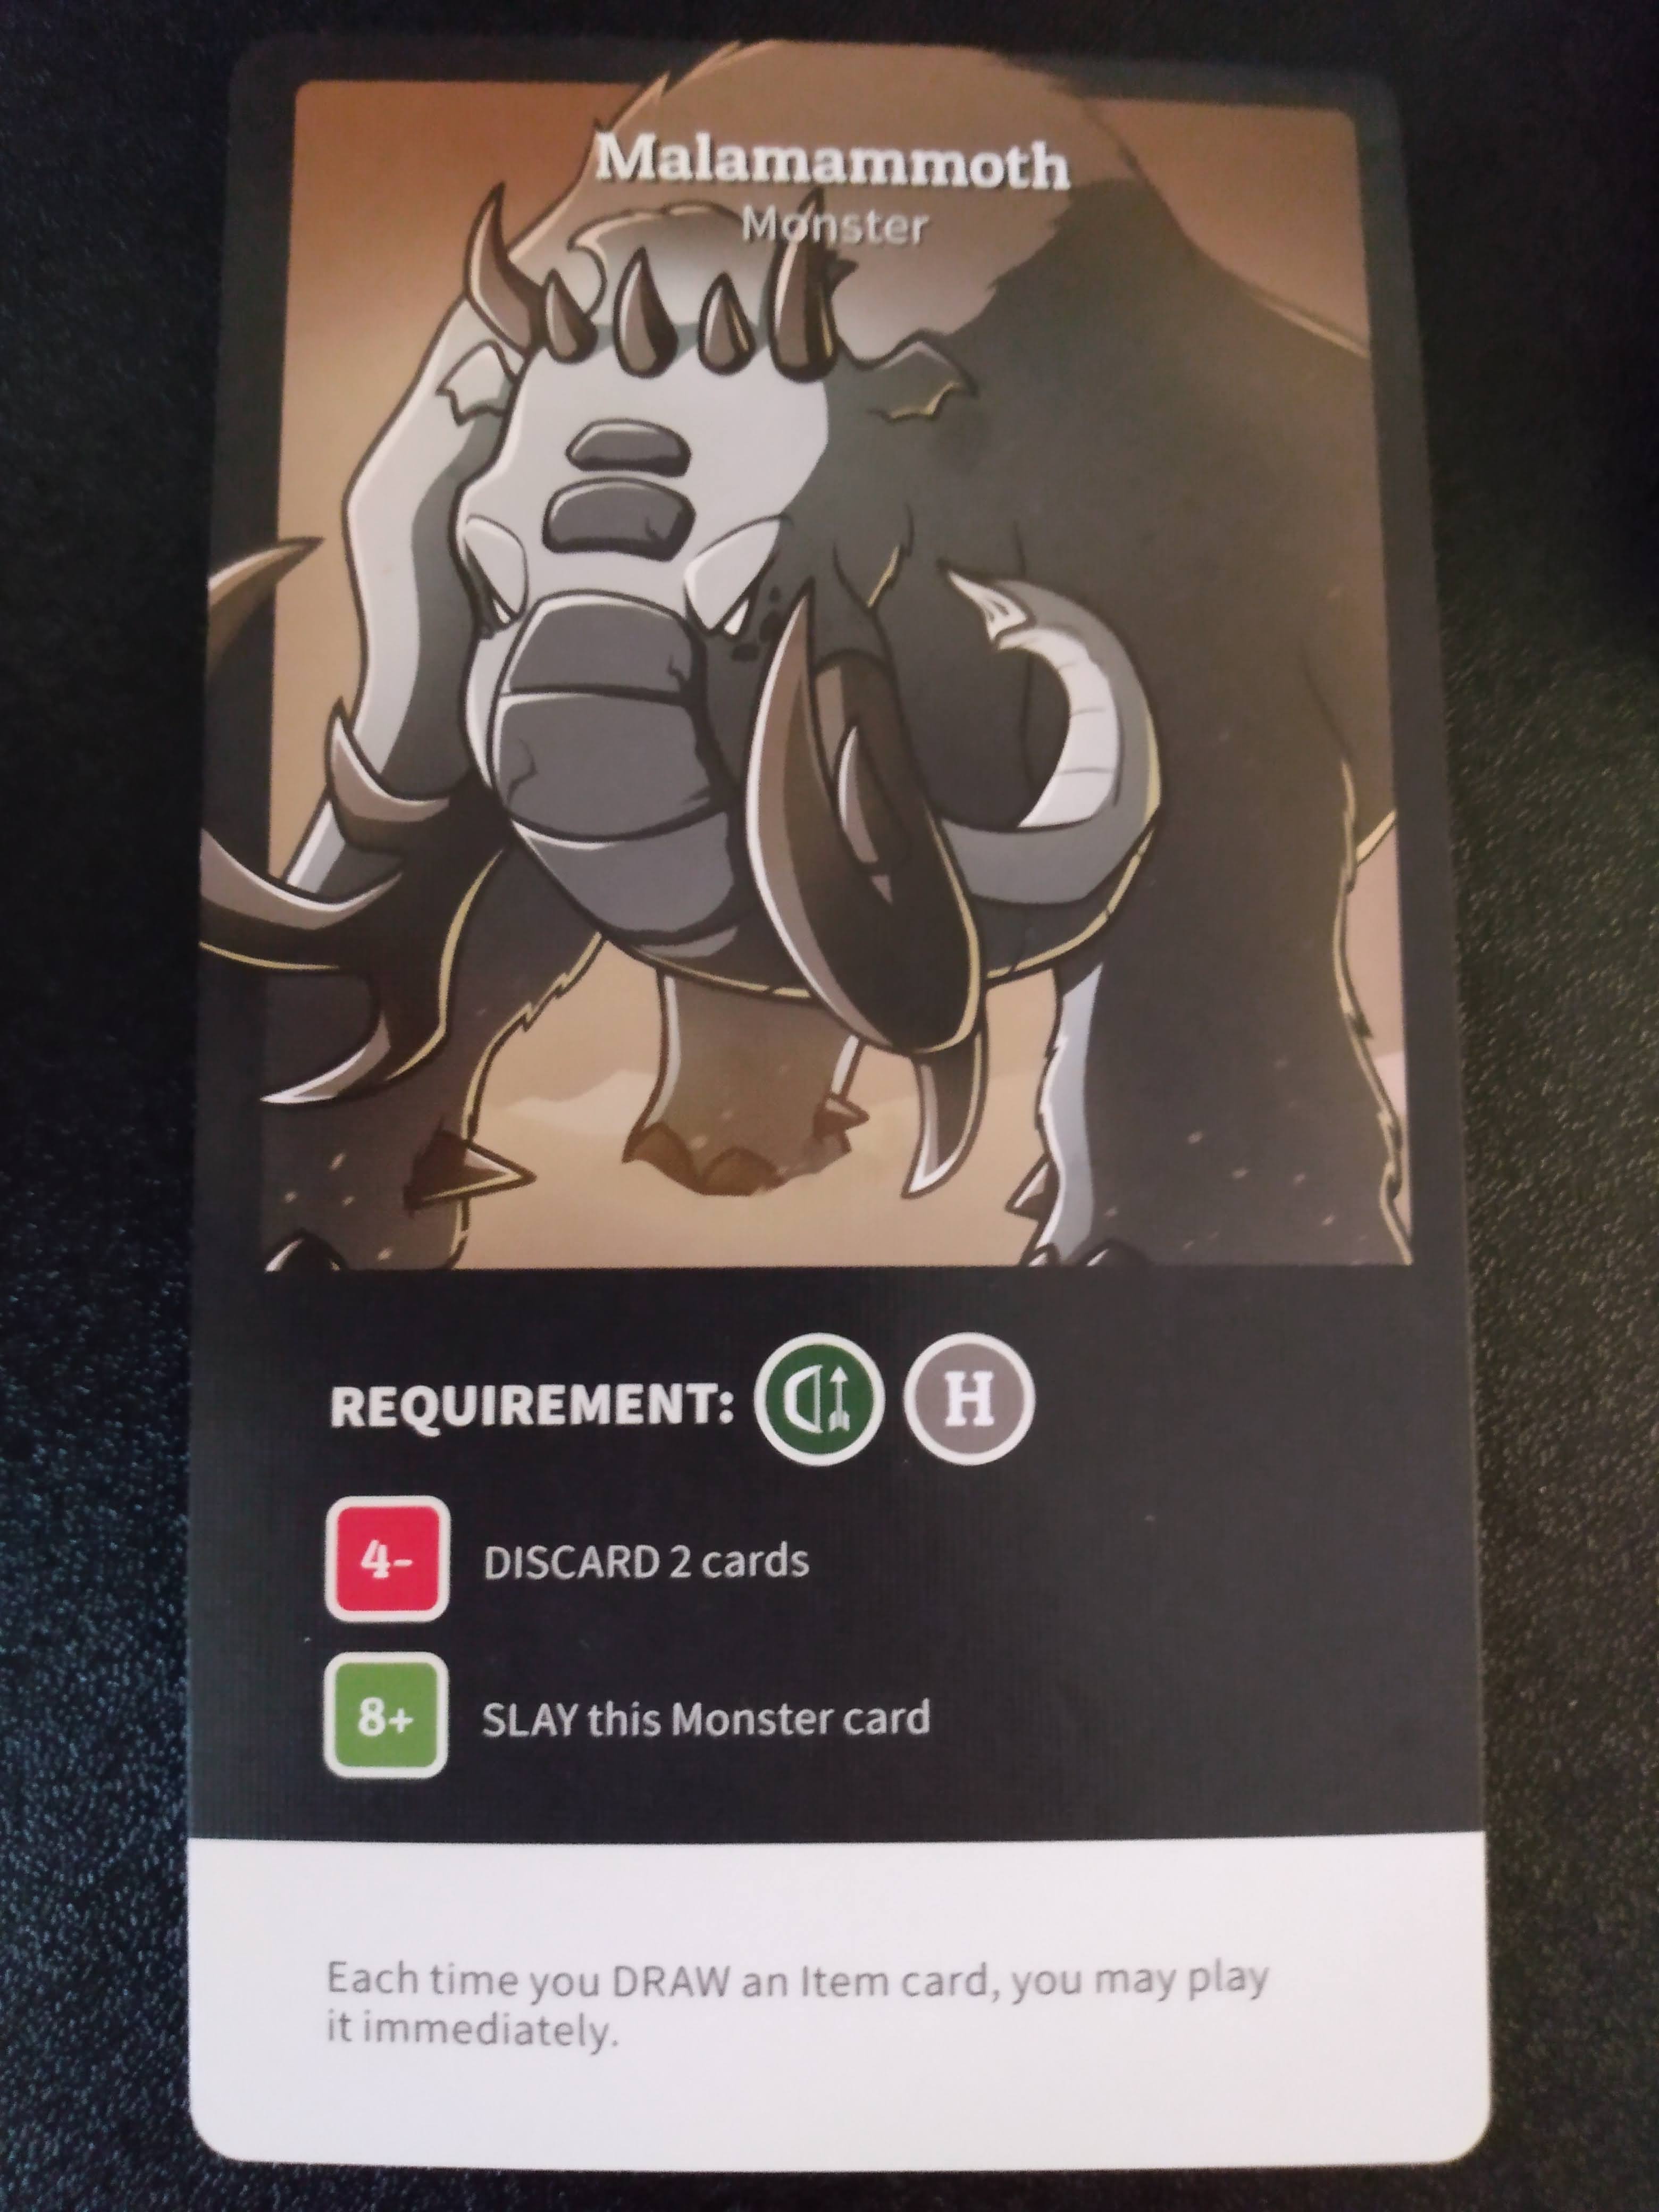 Malamammoth
Monster
REQUIREMENT: H
4- DISCARD 2 cards
8+ SLAY this Monster card
Each time you DRAW an Item card, you may play
it immediately.